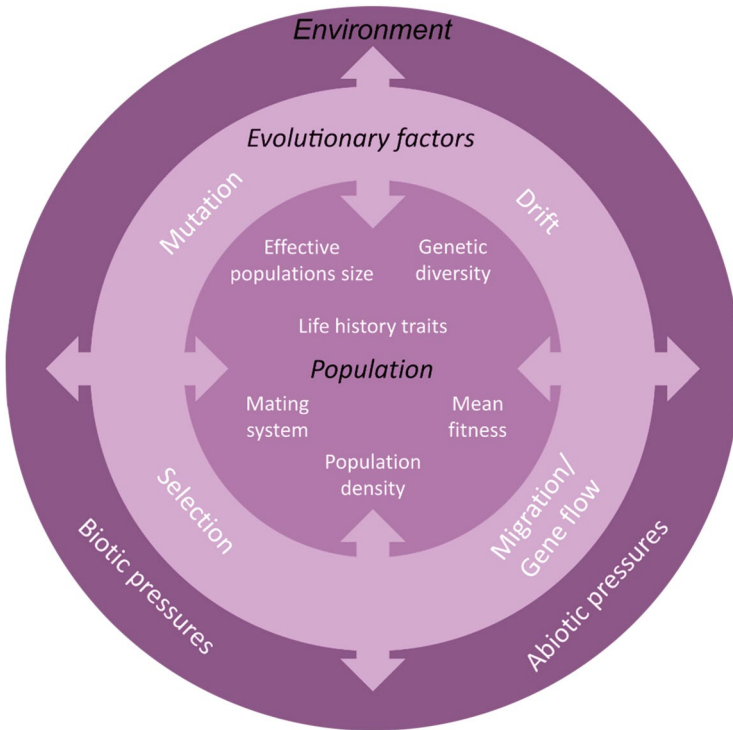 Environment
Evolutionary factors
Mutation
Drift
Effective
populations size
Genetic
diversity
Life history traits
Population
Mating
system
Mean
fitness
Population
density
Selection
Migration/
Gene flow
Biotic pressures
Abiotic pressures